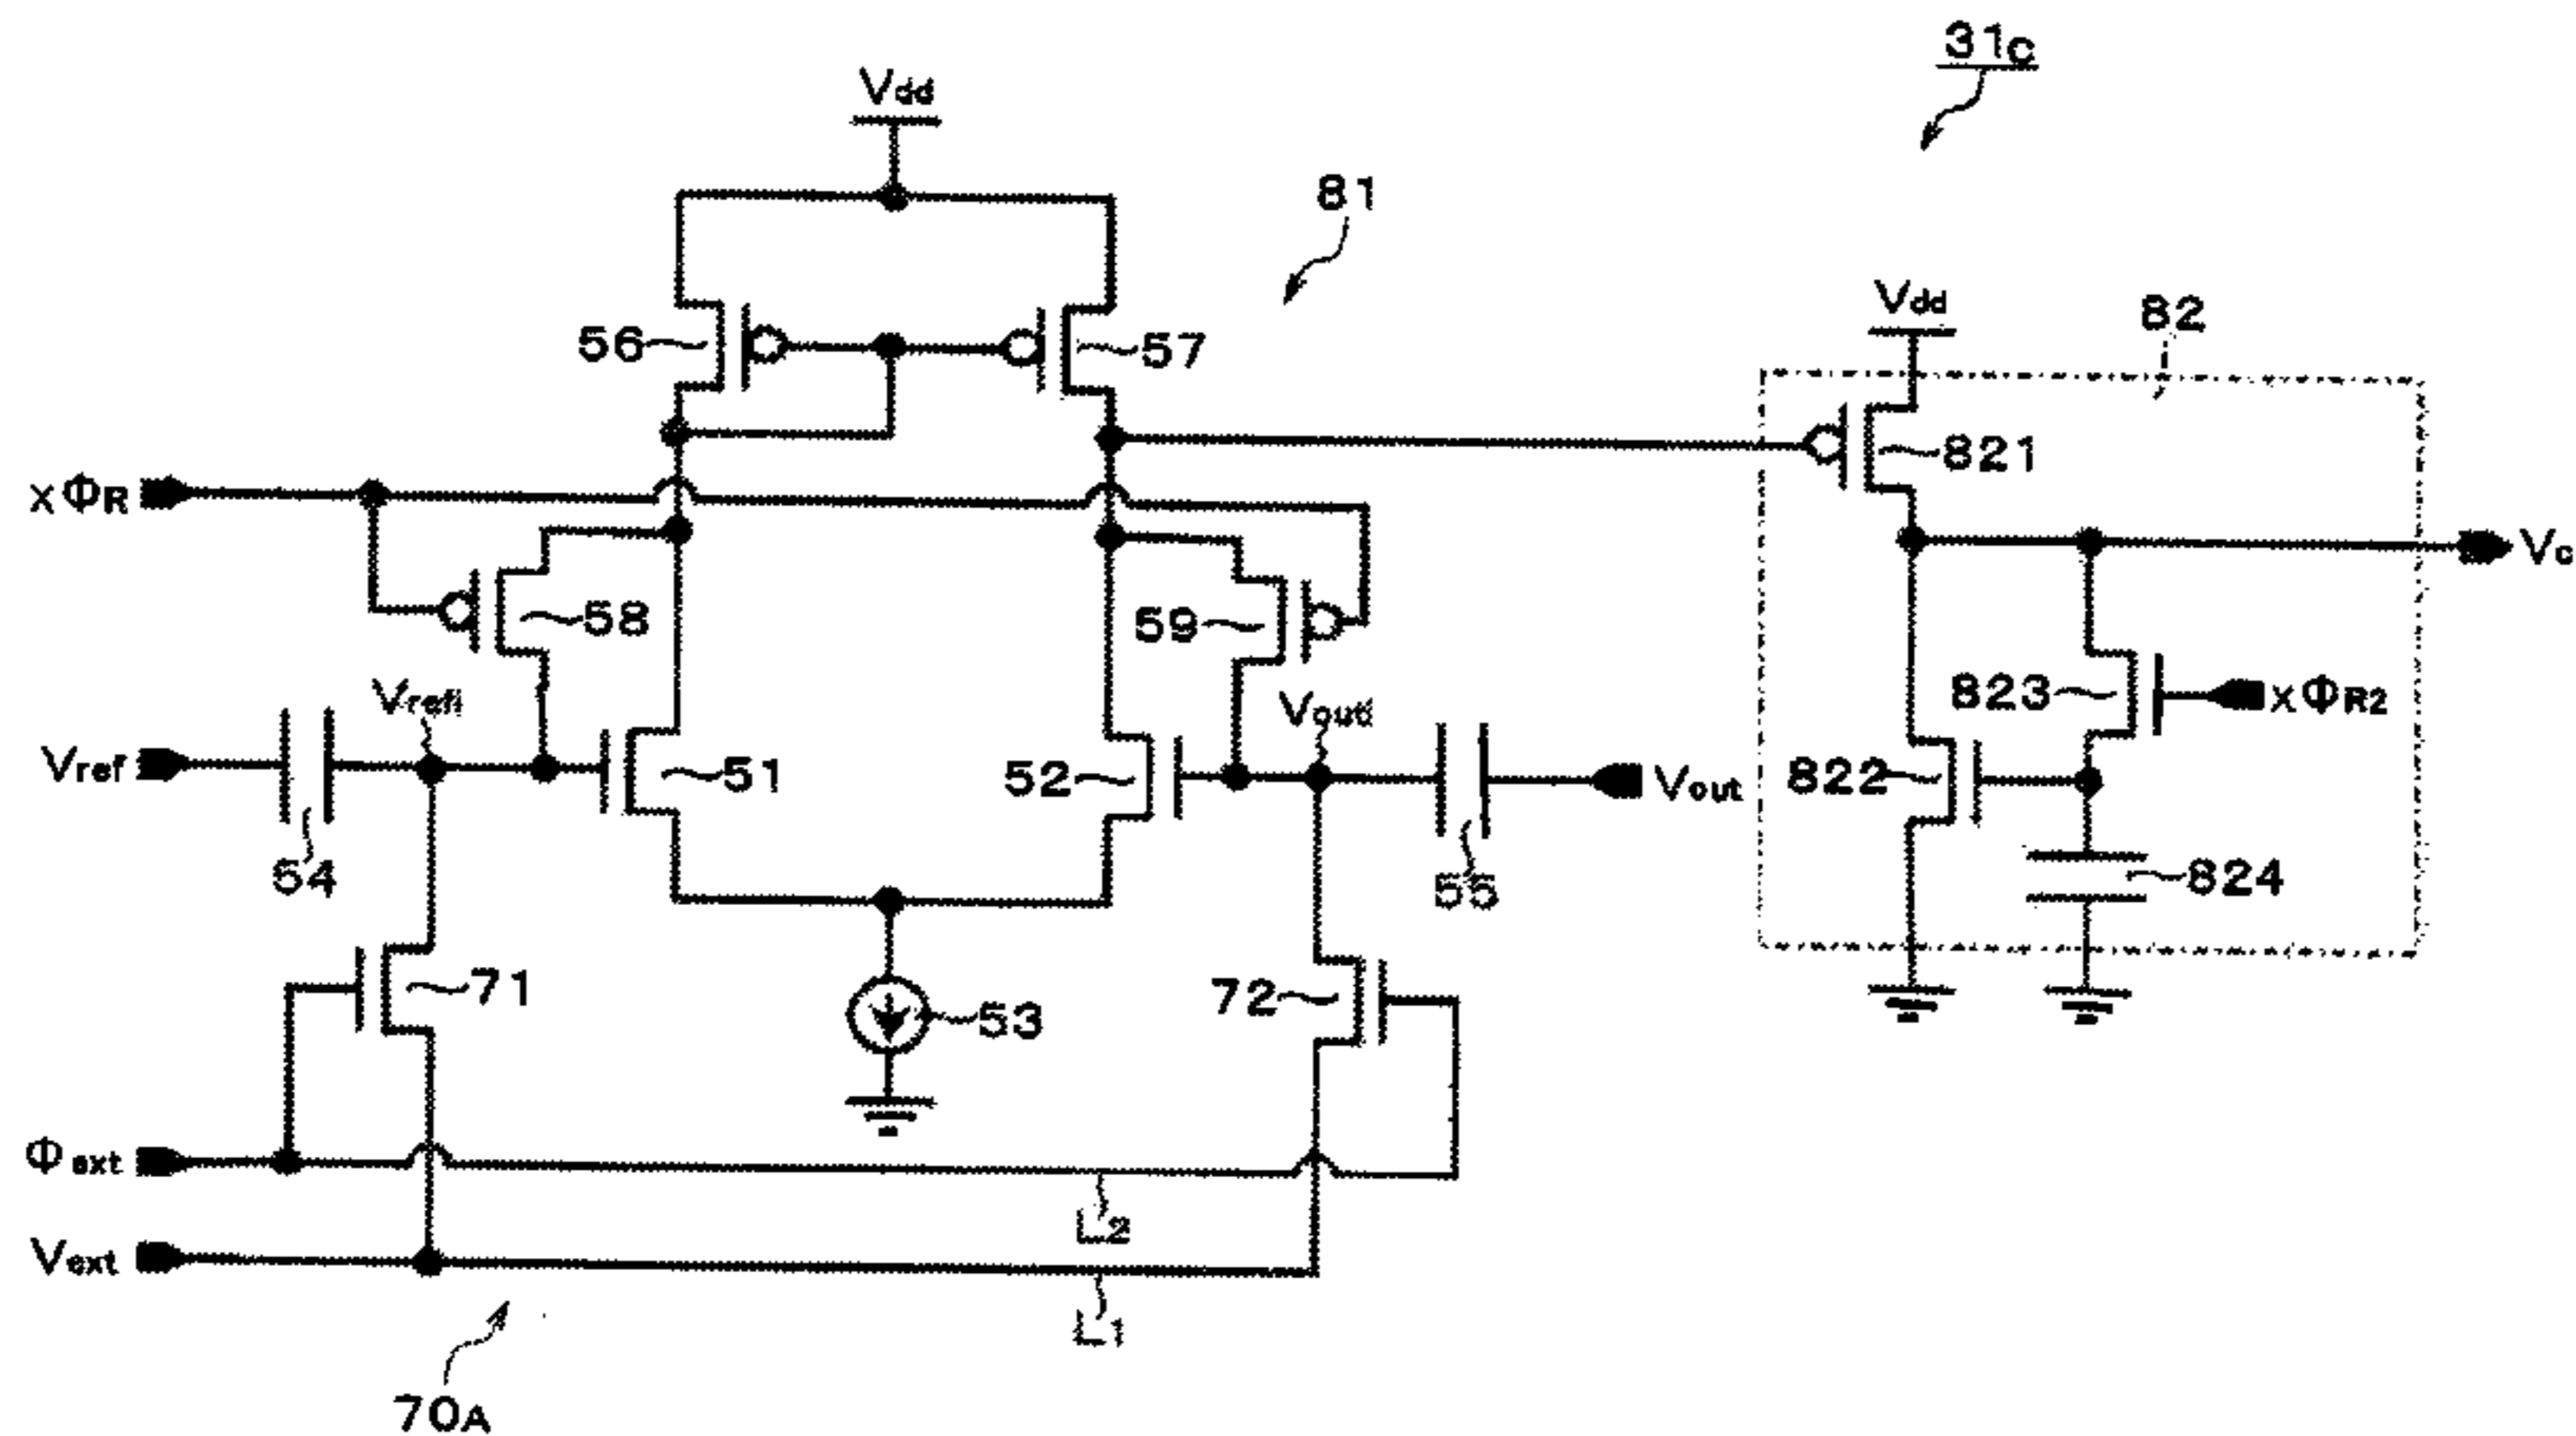 31C
Vdd
81
Vdd
82
56
57
821
xΦR
Vc
58
59
823
xΦR2
Vrefi
Vouti
Vref
51
52
Vout
822
54
55
824
71
53
72
Φext
L2
Vext
L1
70A